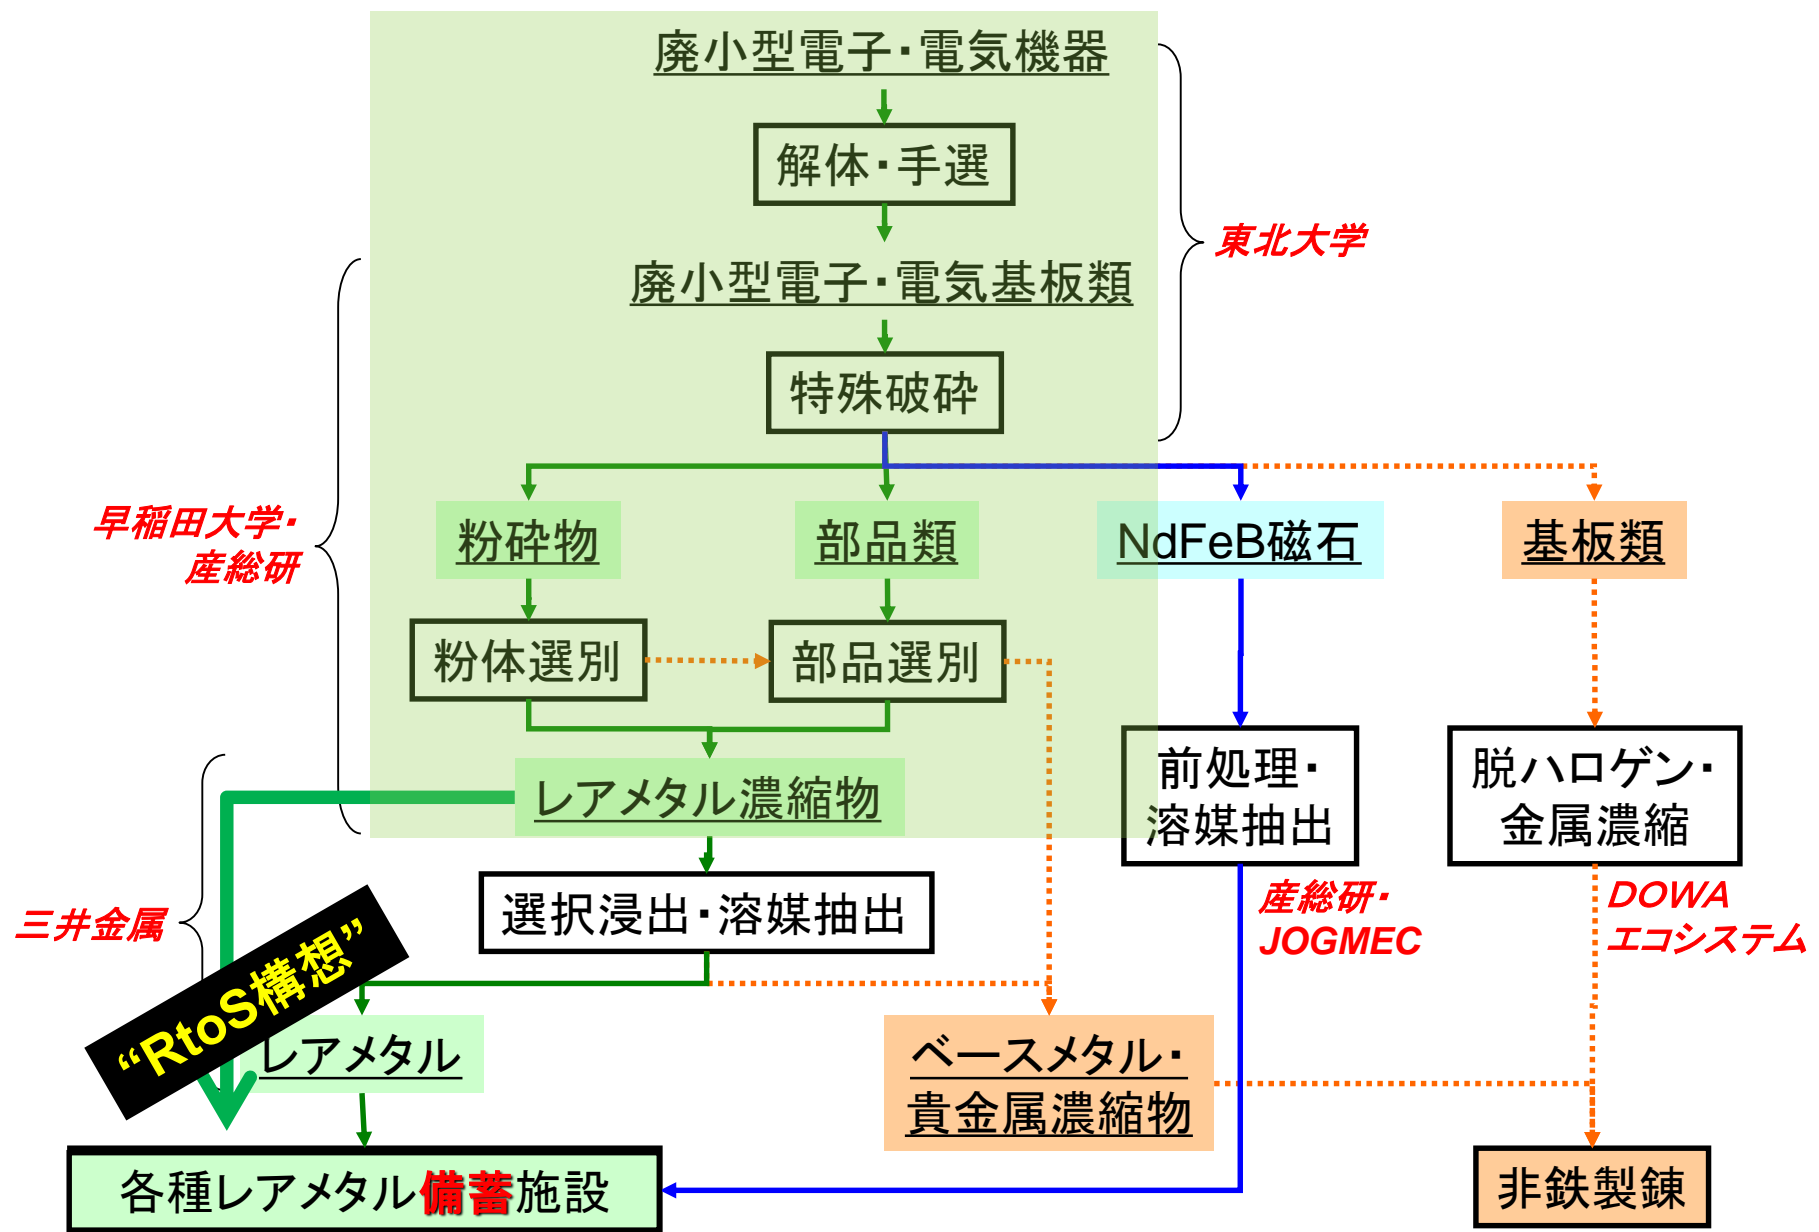 廃小型電子・電気機器
解体・手選
東北大学
廃小型電子・電気基板類
特殊破砕
早稲田大学・
産総研
粉砕物
部品類
NdFeB磁石
基板類
粉体選別
部品選別
レアメタル濃縮物
前処理・
溶媒抽出
脱ハロゲン・
金属濃縮
三井金属
選択浸出・溶媒抽出
産総研・
JOGMEC
DOWA
エコシステム
“RtoS構想”
レアメタル
ベースメタル・
貴金属濃縮物
各種レアメタル備蓄施設
非鉄製錬